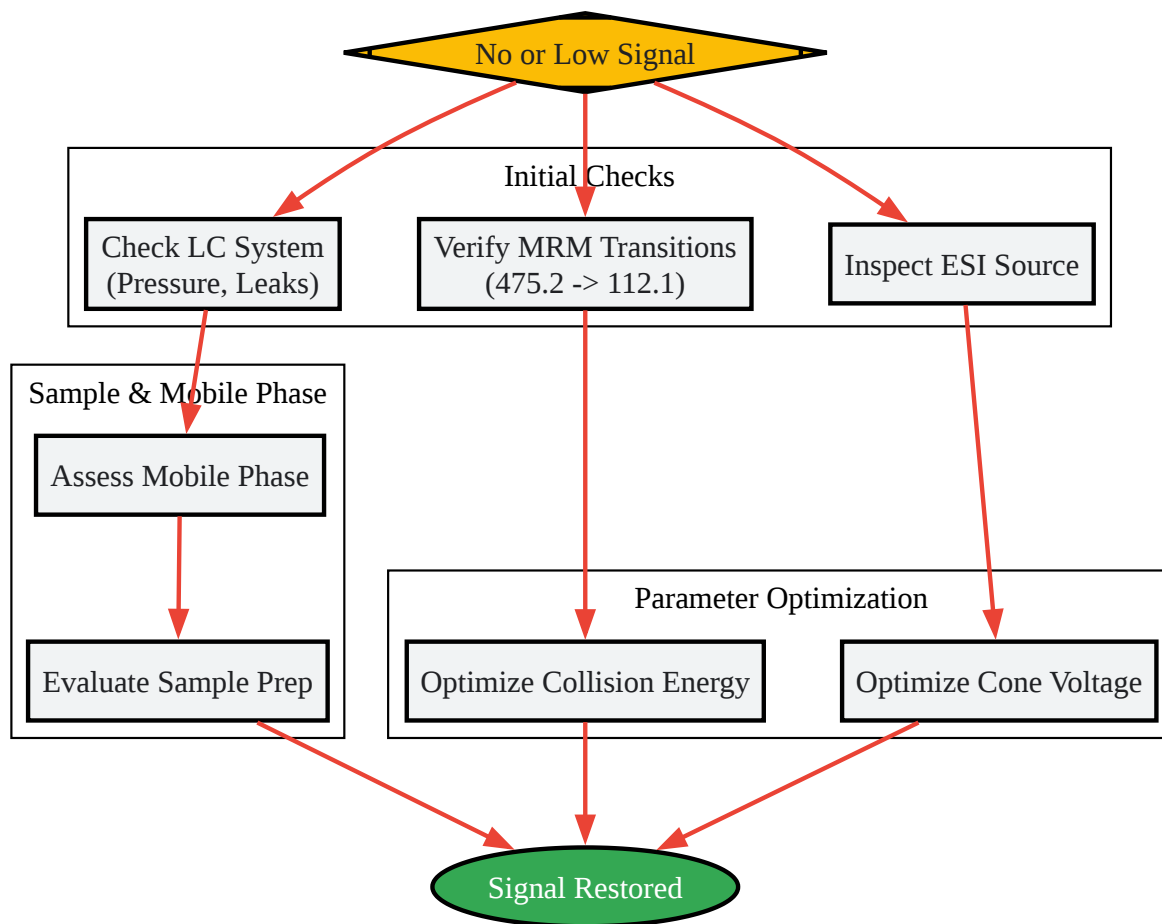 No or Low Signal
Initial Checks
Check LC System
(Pressure, Leaks)
Verify MRM Transitions
(475.2 -> 112.1)
Inspect ESI Source
Sample & Mobile Phase
Assess Mobile Phase
Evaluate Sample Prep
Parameter Optimization
Optimize Collision Energy
Optimize Cone Voltage
Signal Restored